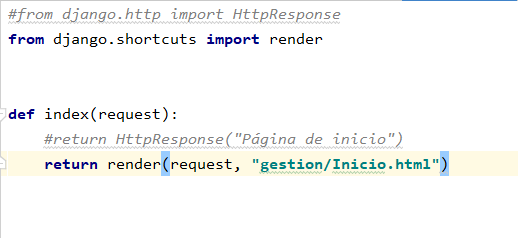 #from django.http import HttpResponse
from django.shortcuts import render
def index(request):
#return HttpResponse("Página de inicio")
return render(request, "gestion/Inicio.html")